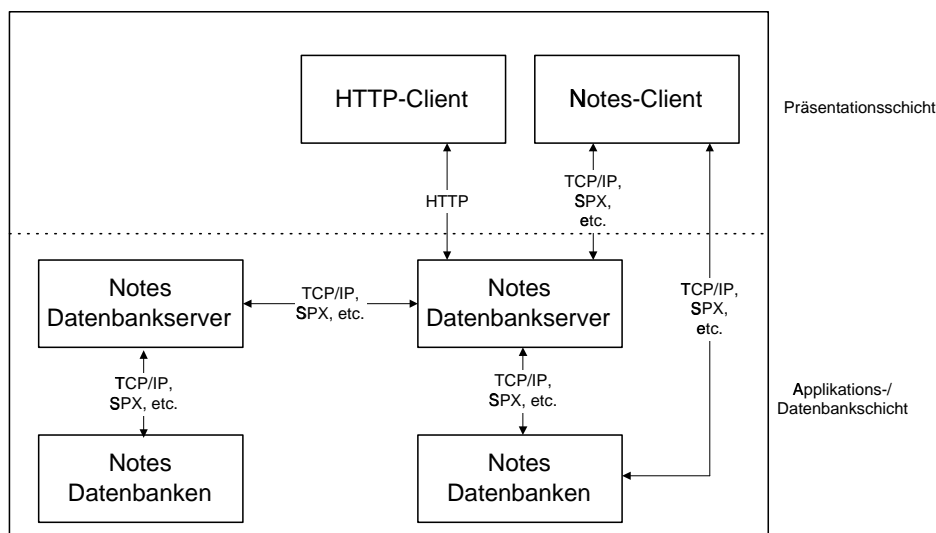 HTTP-Client
Notes-Client
Präsentationsschicht
HTTP
TCP/IP,
SPX,
etc.
Notes
Datenbankserver
TCP/IP,
SPX, etc.
Notes
Datenbankserver
TCP/IP,
SPX,
etc.
TCP/IP,
SPX, etc.
TCP/IP,
SPX, etc.
Applikations-/
Datenbankschicht
Notes
Datenbanken
Notes
Datenbanken